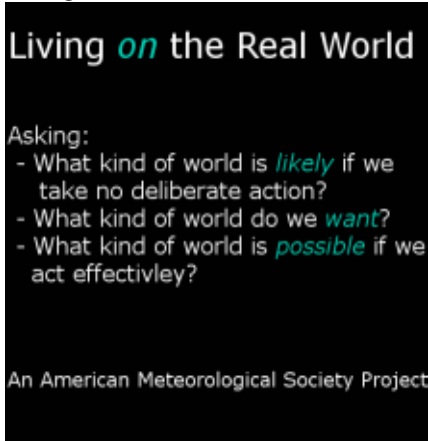 Living on the Real World
Asking:
- What kind of world is likely if we
take no deliberate action?
- What kind of world do we want?
- What kind of world is possible if we
act effectivley?
An American Meteorological Society Project